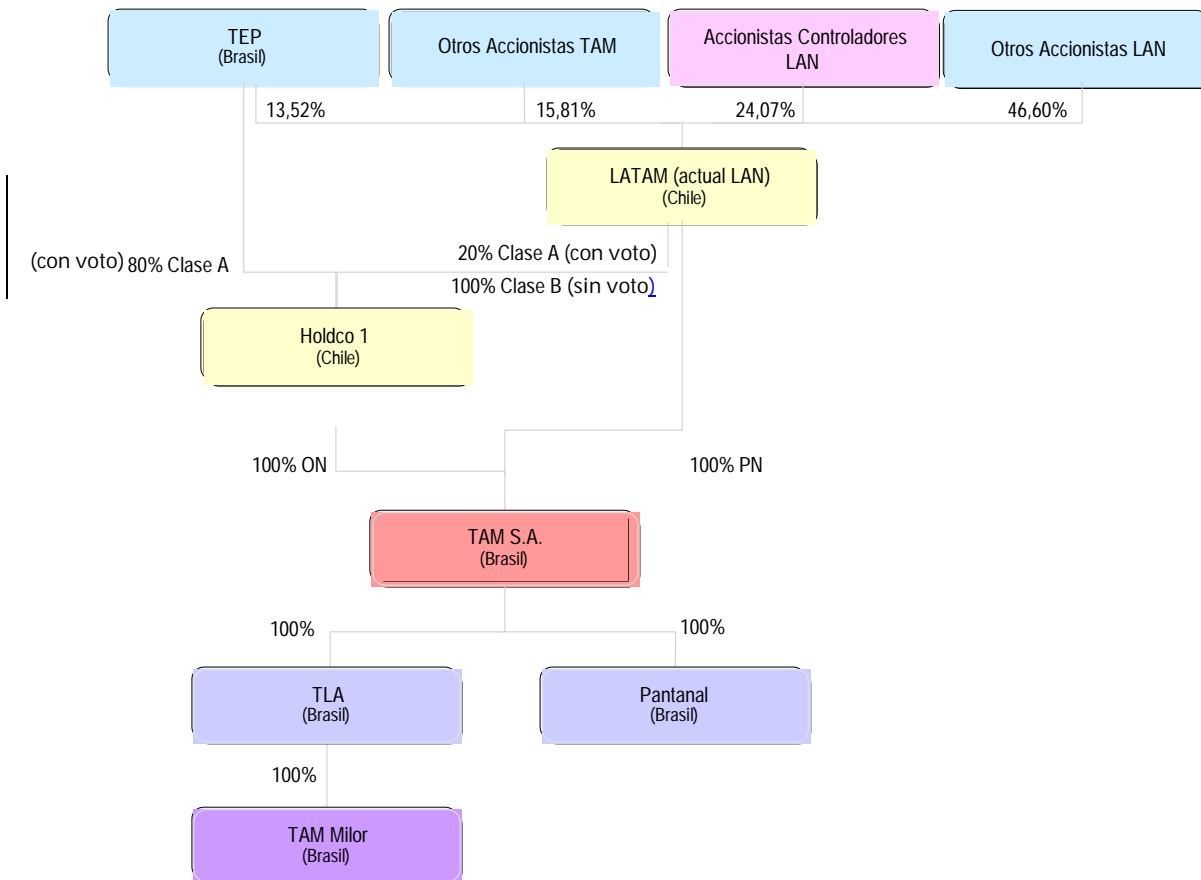 TEP
(Brasil)
Otros Accionistas TAM
Accionistas Controladores
LAN
Otros Accionistas LAN
13,52%
15,81%
24,07%
46,60%
LATAM (actual LAN)
(Chile)
(con voto) 80% Clase A
20% Clase A (con voto)
100% Clase B (sin voto)
Holdco 1
(Chile)
100% ON
100% PN
TAM S.A.
(Brasil)
100%
100%
TLA
(Brasil)
Pantanal
(Brasil)
100%
TAM Milor
(Brasil)